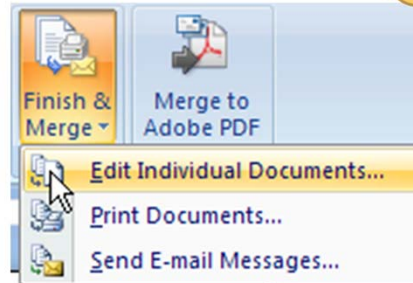 Finish & Merge to
Merge Adobe PDF
Edit Individual Documents...
Print Documents...
Send E-mail Messages...